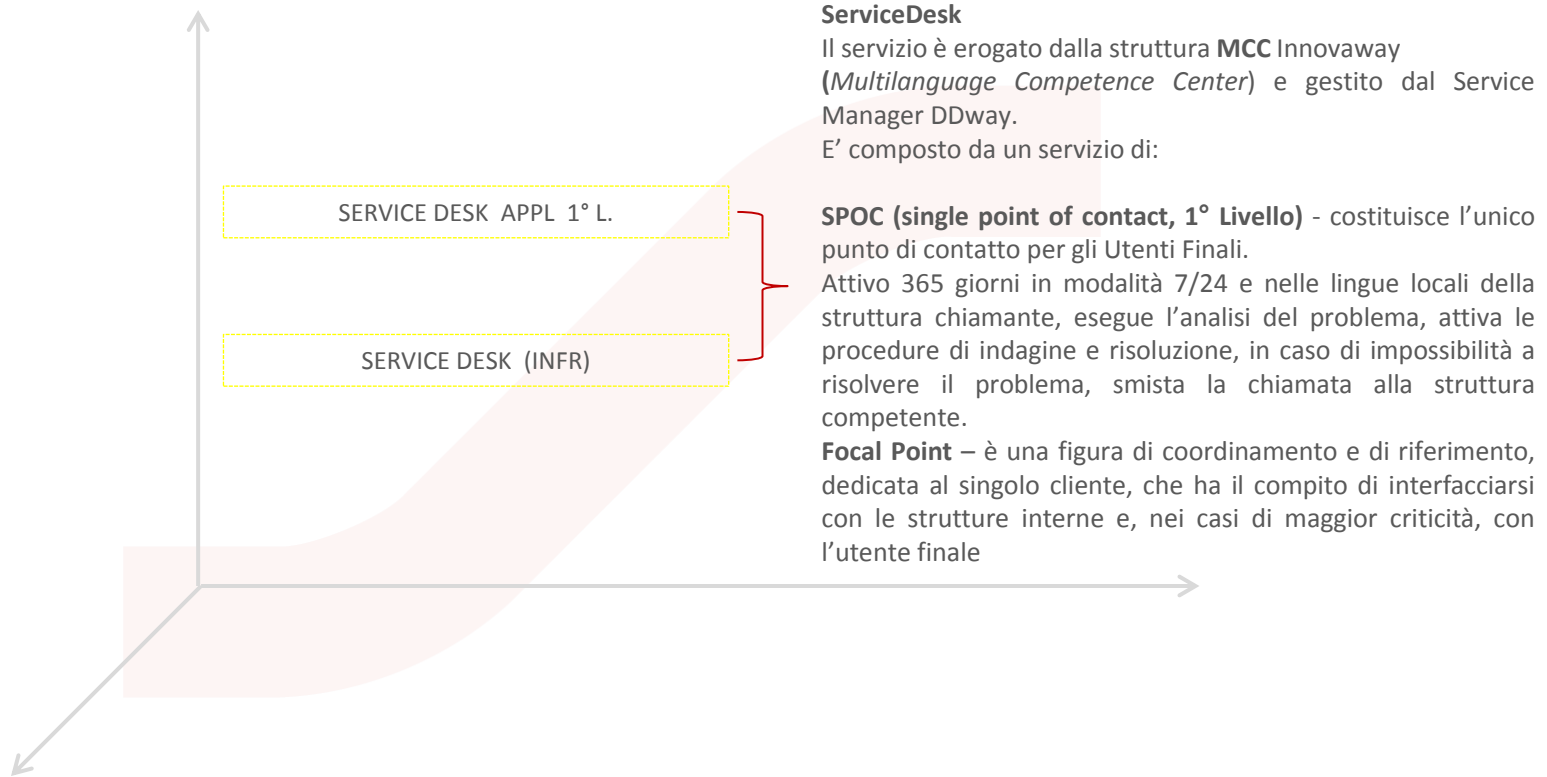 ServiceDesk
Il servizio è erogato dalla struttura MCC Innovaway
(Multilanguage Competence Center) e gestito dal Service
Manager DDway.
E’ composto da un servizio di:
SERVICE DESK APPL 1° L.
SERVICE DESK (INFR)
SPOC (single point of contact, 1° Livello) - costituisce l’unico
punto di contatto per gli Utenti Finali.
Attivo 365 giorni in modalità 7/24 e nelle lingue locali della
struttura chiamante, esegue l’analisi del problema, attiva le
procedure di indagine e risoluzione, in caso di impossibilità a
risolvere il problema, smista la chiamata alla struttura
competente.
Focal Point – è una figura di coordinamento e di riferimento,
dedicata al singolo cliente, che ha il compito di interfacciarsi
con le strutture interne e, nei casi di maggior criticità, con
l’utente finale